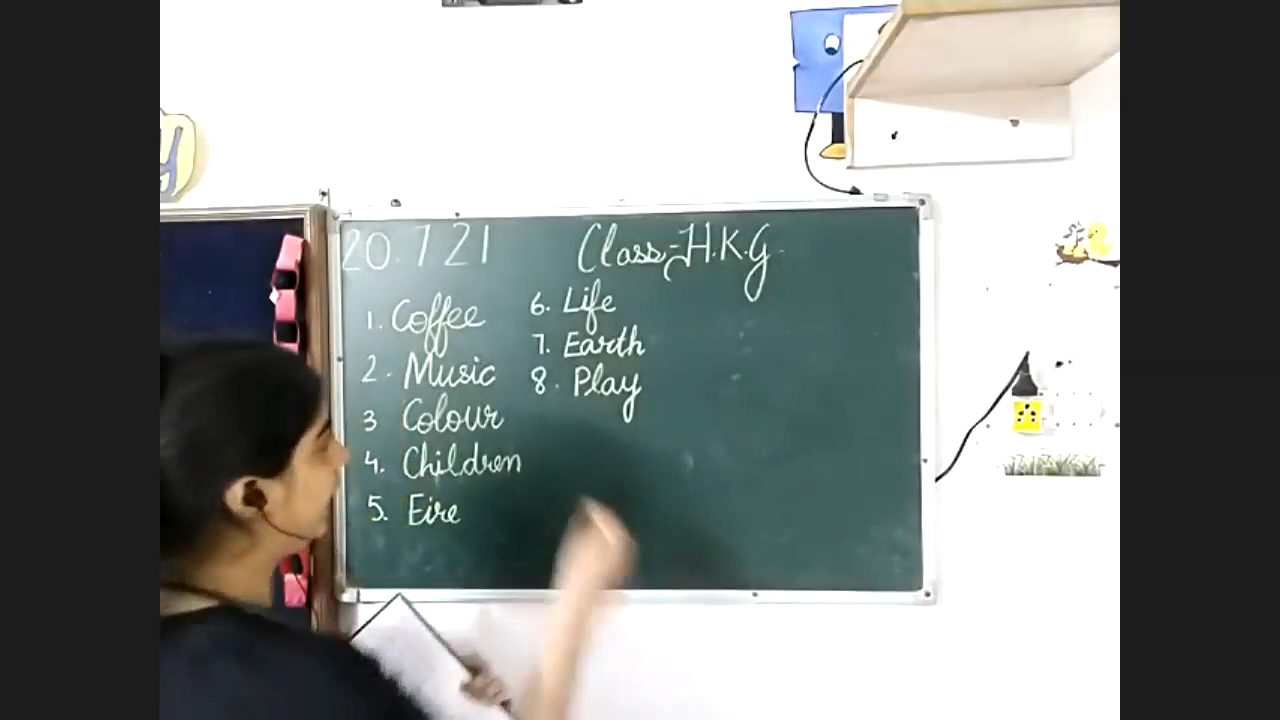 20.7.21
Class-H.K.G
1. Coffee
2. Music
3 Colour
4. Children
5. Eire
6. Life
7. Earth
8. Play